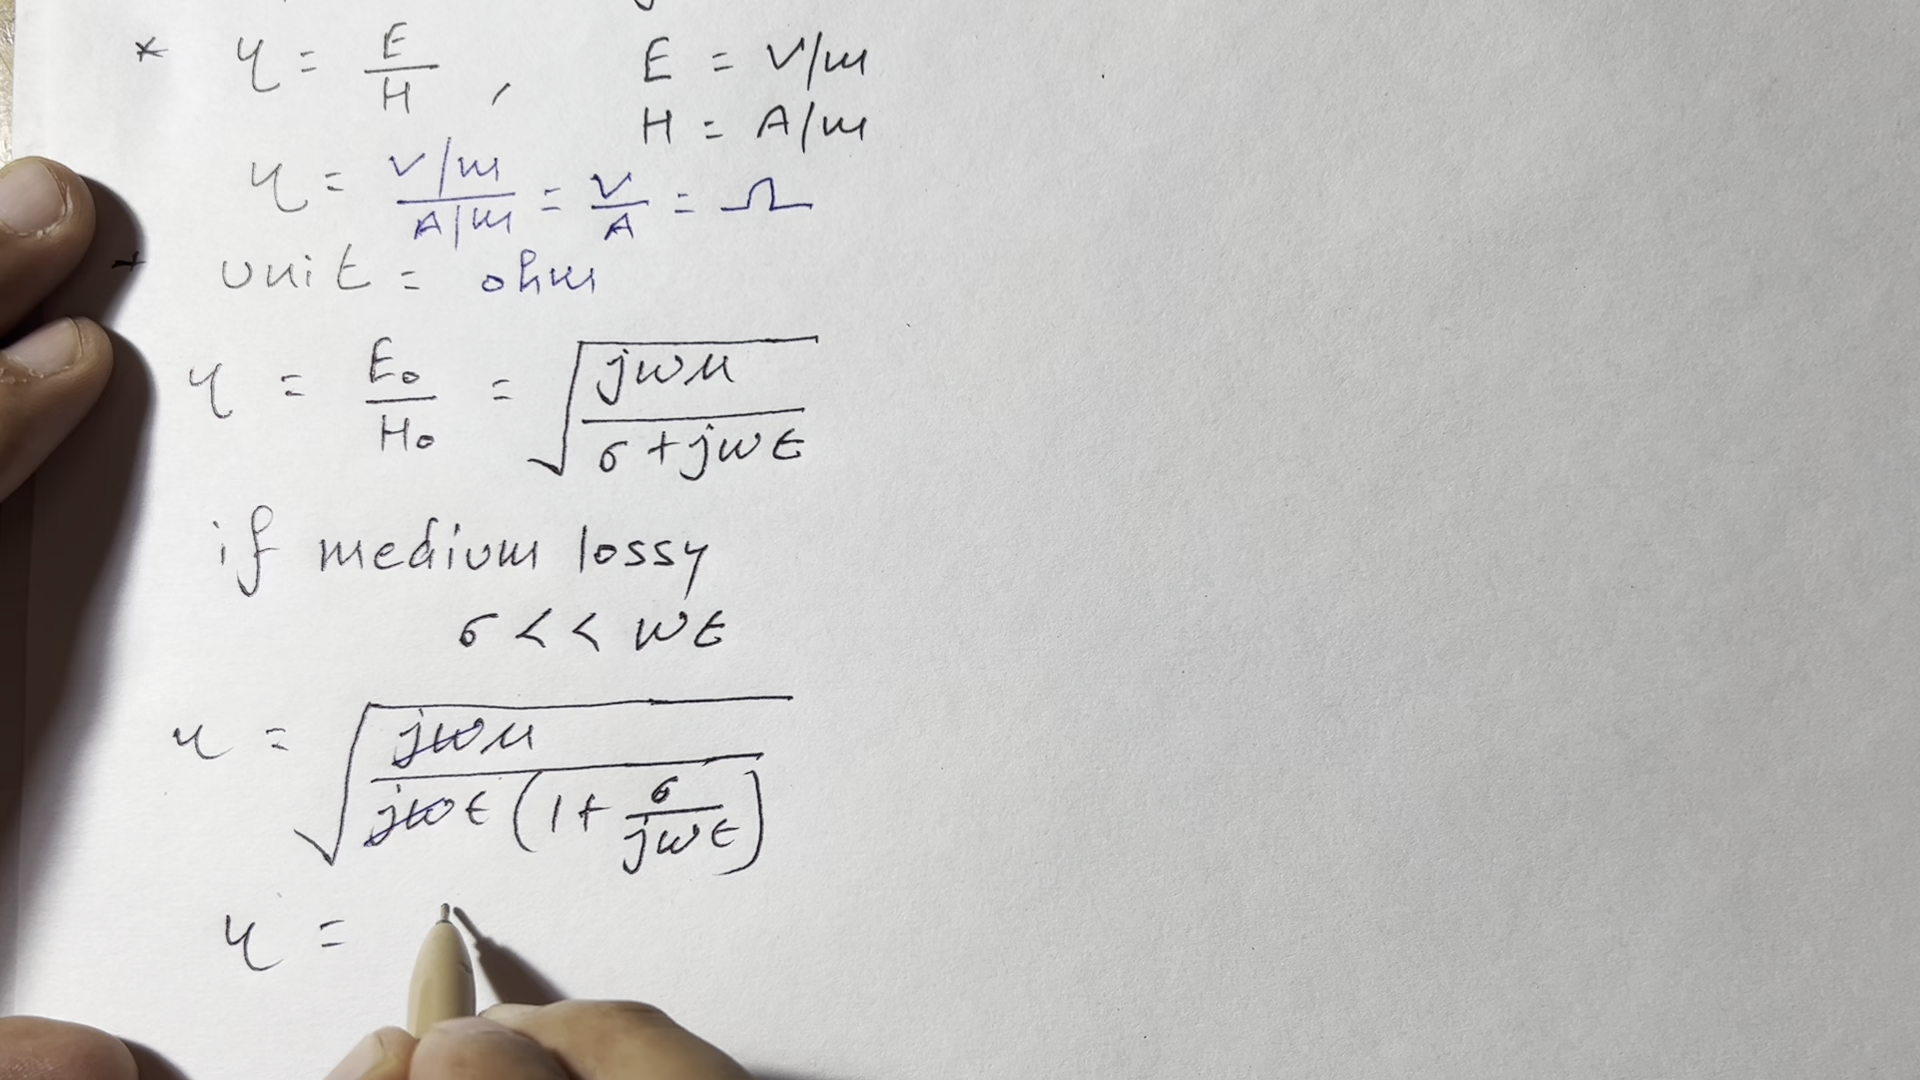 * η = E/H , E = V/m
H = A/m
η = V/m / A/m = V/A = Ω
* unit = ohm
η = E₀/H₀ = √(jωμ / σ + jωϵ)
if medium lossy
σ << ωϵ
η = √(jωμ / jωϵ (1 + σ/jωϵ))
η =